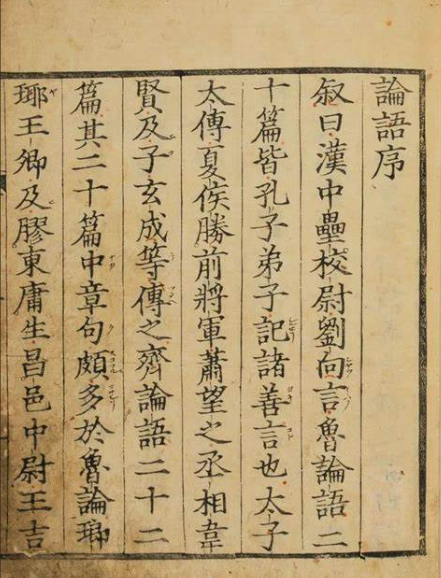 論語序
叙曰漢中壘校尉劉向言魯論語二
十篇皆孔子弟子記諸善言也太子
太傳夏侯勝前將軍蕭望之丞相韋
賢及子玄成等傳之齊論語二十二
篇其二十篇中章句頗多於魯論瑯
瑘王卿及膠東庸生昌邑中尉王吉